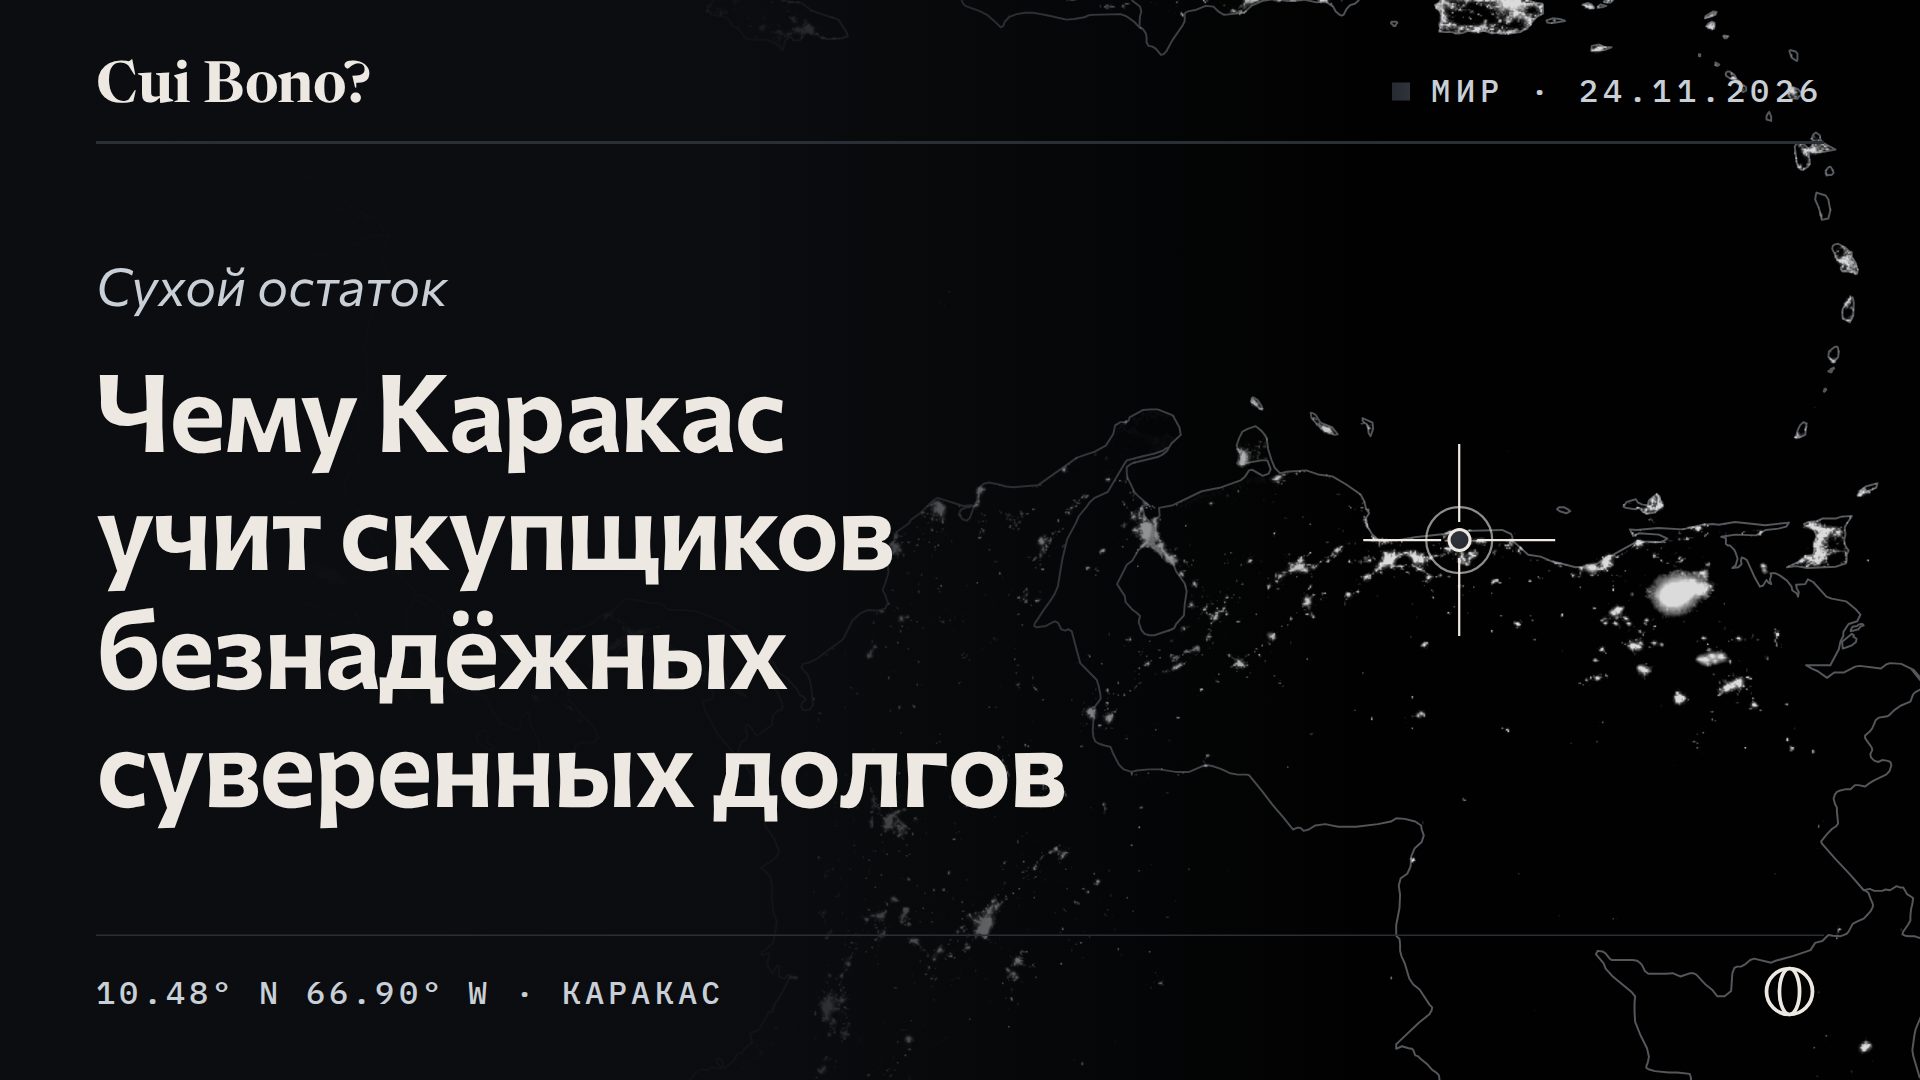 Cui Bono?
МИР · 24.11.2026
Сухой остаток
Чему Каракас
учит скупщиков
безнадёжных
суверенных долгов
10.48° N 66.90° W · КАРАКАС